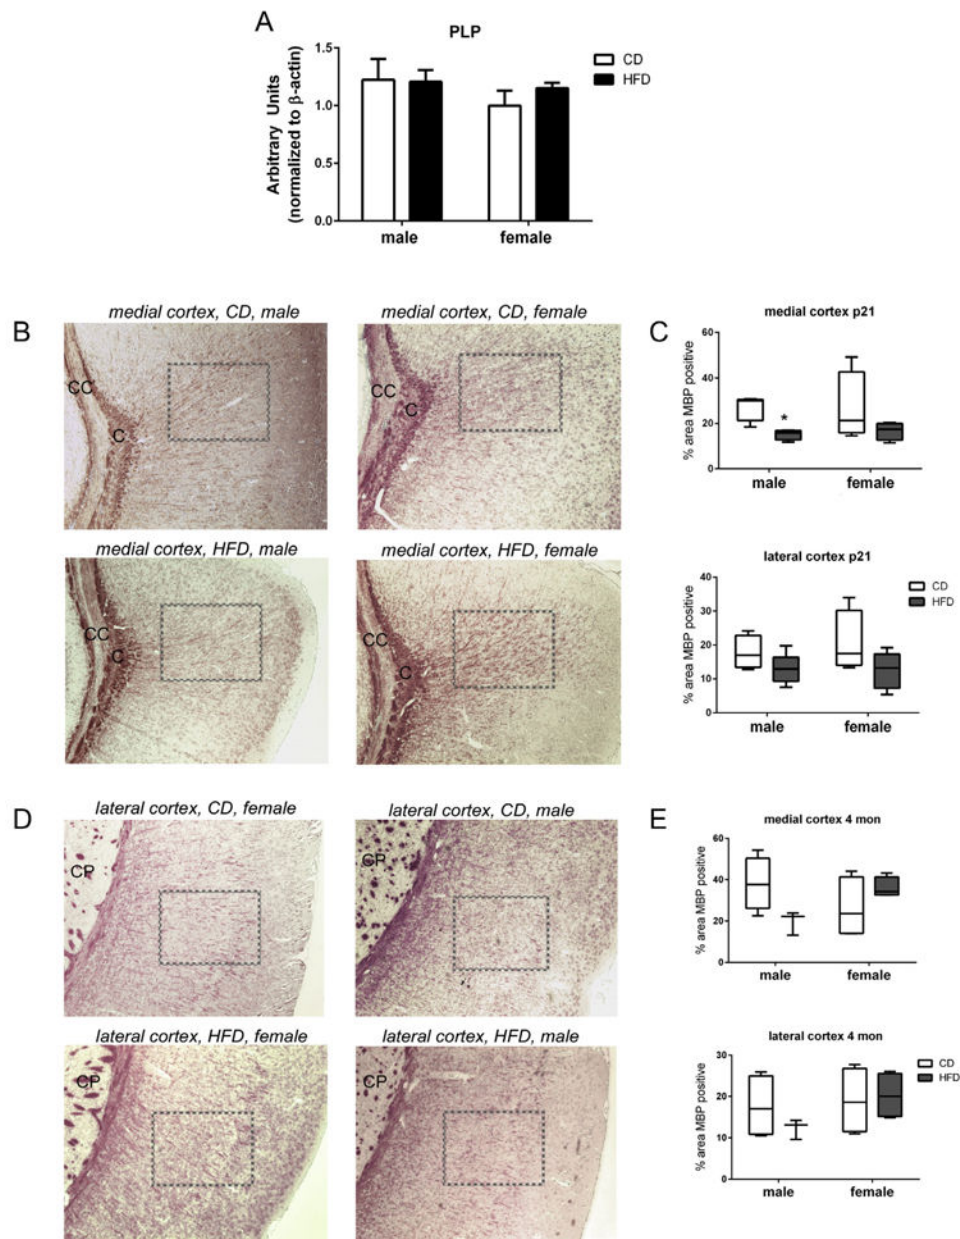 A
PLP
Arbitrary Units
(normalized to β-actin)
1.5
1.0
0.5
0.0
male
female
CD
HFD
B
medial cortex, CD, male
CC
C
medial cortex, CD, female
CC
C
medial cortex, HFD, male
CC
C
medial cortex, HFD, female
CC
C
C
medial cortex p21
% area MBP positive
60
40
20
0
*
male
female
lateral cortex p21
% area MBP positive
40
30
20
10
0
male
female
CD
HFD
D
lateral cortex, CD, female
CP
lateral cortex, CD, male
CP
lateral cortex, HFD, female
CP
lateral cortex, HFD, male
CP
E
medial cortex 4 mon
% area MBP positive
60
40
20
0
male
female
lateral cortex 4 mon
% area MBP positive
30
20
10
0
male
female
CD
HFD